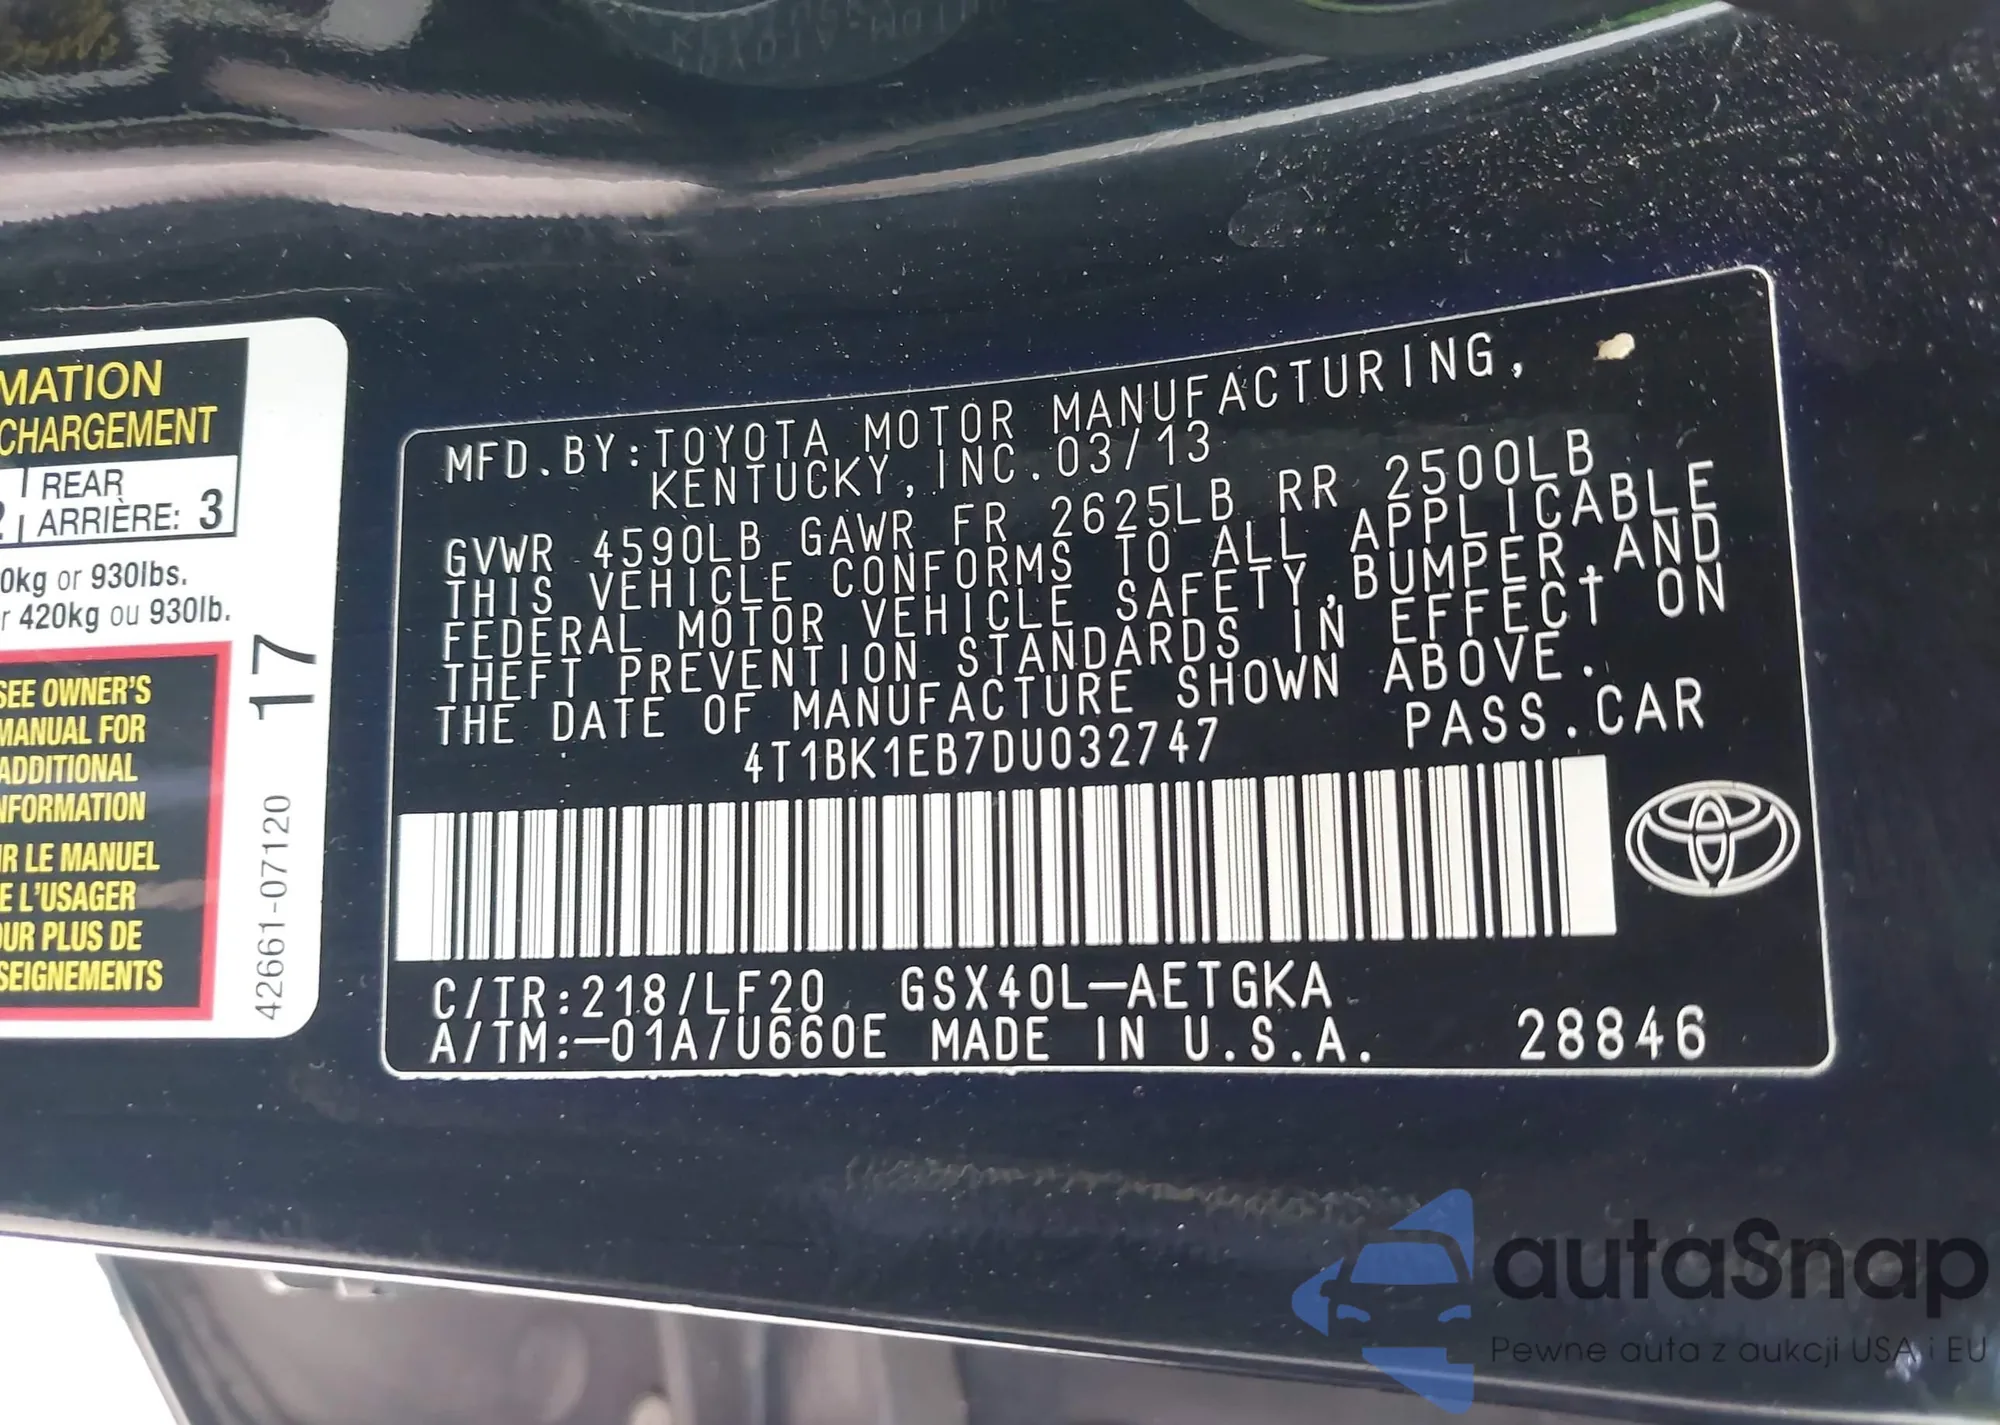 MATION
CHARGEMENT
REAR
ARRIÈRE: 3
0kg or 930lbs.
r 420kg ou 930lb.
SEE OWNER'S
MANUAL FOR
ADDITIONAL
NFORMATION
R LE MANUEL
E L'USAGER
OUR PLUS DE
SEIGNEMENTS
42661-07120 17
MFD.BY:TOYOTA MOTOR MANUFACTURING,
KENTUCKY,INC.03/13
GVWR 4590LB GAWR FR 2625LB RR 2500LB
THIS VEHICLE CONFORMS TO ALL APPLICABLE
FEDERAL MOTOR VEHICLE SAFETY,BUMPER,AND
THEFT PREVENTION STANDARDS IN EFFECT ON
THE DATE OF MANUFACTURE SHOWN ABOVE.
4T1BK1EB7DU032747 PASS.CAR
C/TR:218/LF20 GSX40L-AETGKA
A/TM:-01A/U660E MADE IN U.S.A. 28846
autaSnap
Pewne auta z aukcji USA i EU